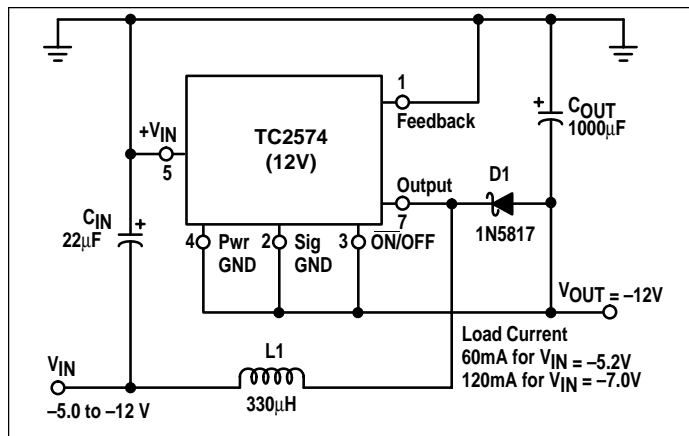 1
Feedback
+VIN
5
TC2574
(12V)
+
COUT
1000μF
Output
7
D1
1N5817
CIN
+
22μF
4
Pwr
GND
2
Sig
GND
3
ON/OFF
VOUT = –12V
Load Current
60mA for VIN = –5.2V
120mA for VIN = –7.0V
VIN
–5.0 to –12 V
L1
330μH